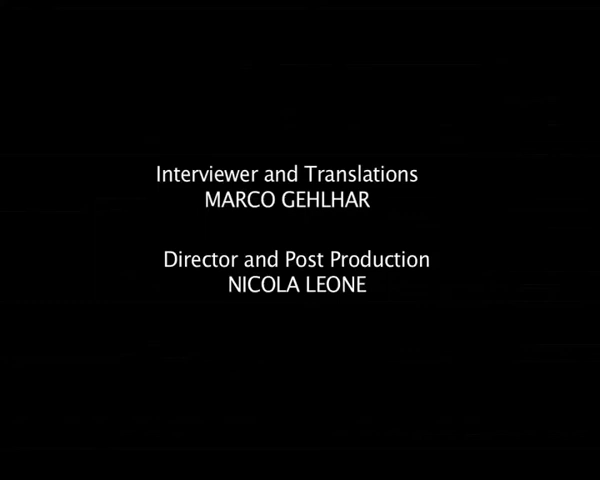 Interviewer and Translations
MARCO GEHLHAR
Director and Post Production
NICOLA LEONE